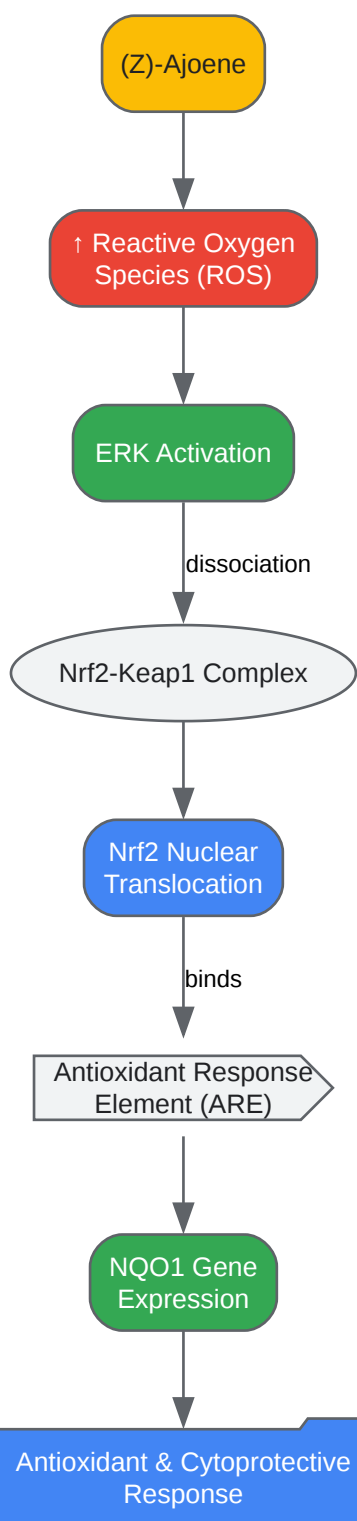 (Z)-Ajoene
↑ Reactive Oxygen
Species (ROS)
ERK Activation
dissociation
Nrf2-Keap1 Complex
Nrf2 Nuclear
Translocation
binds
Antioxidant Response
Element (ARE)
NQO1 Gene
Expression
Antioxidant & Cytoprotective
Response